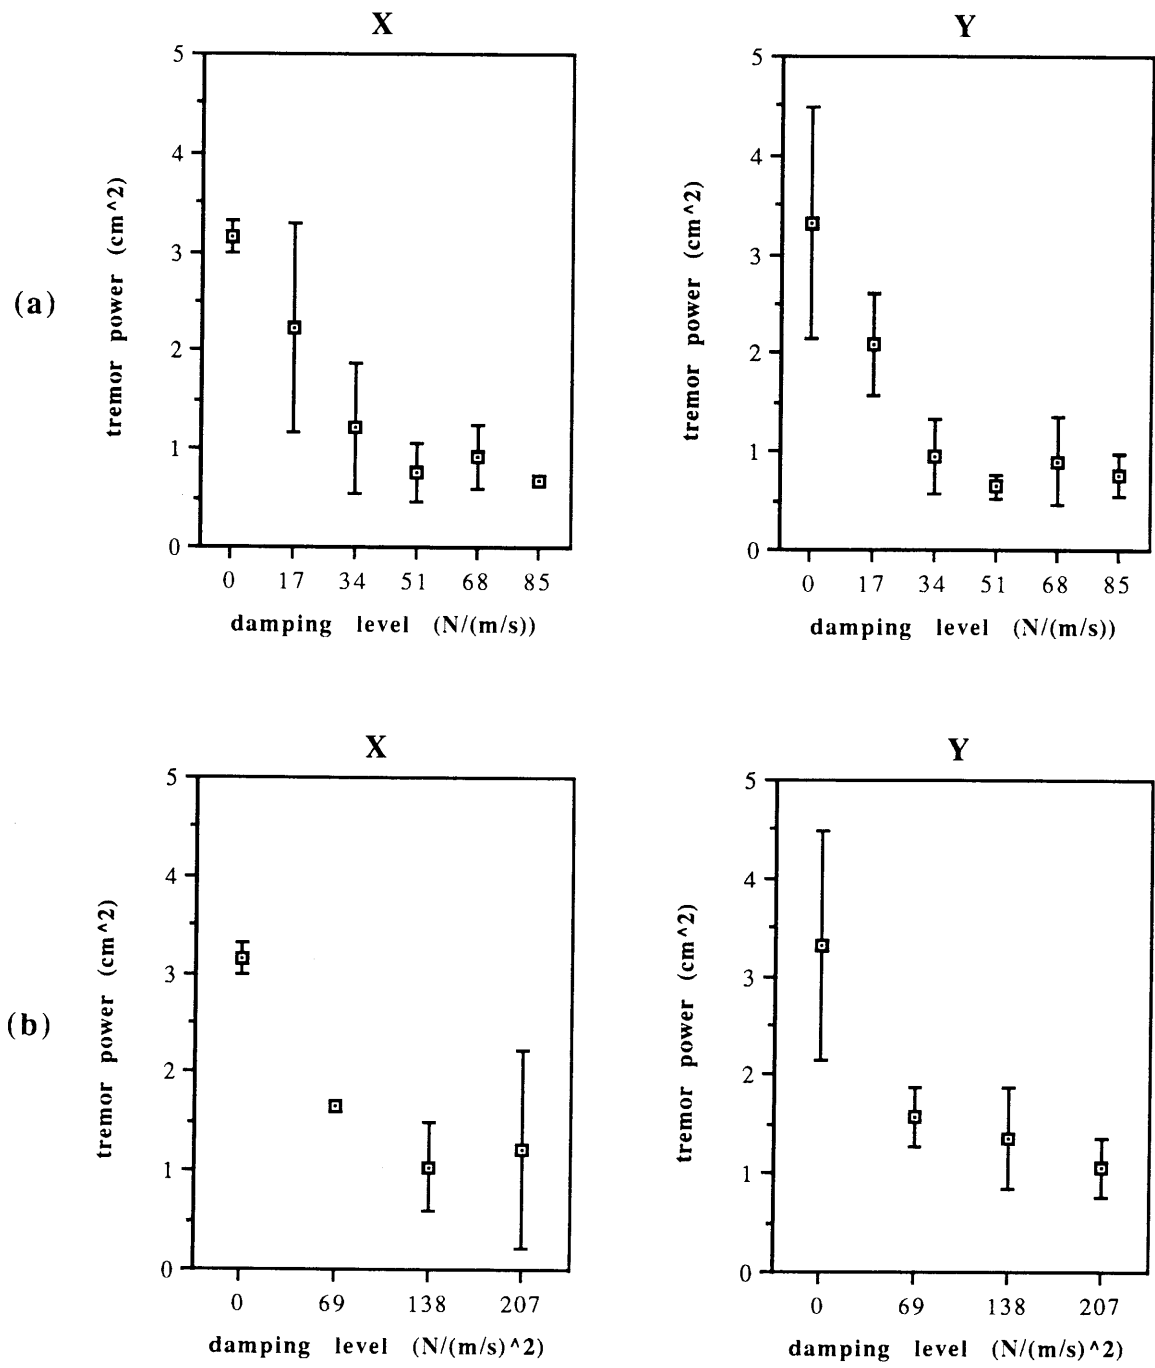 X
Y
5
4
3
2
1
0
tremor power (cm^2)
0 17 34 51 68 85
damping level (N/(m/s))
5
4
3
2
1
0
tremor power (cm^2)
0 17 34 51 68 85
damping level (N/(m/s))
(a)
X
Y
5
4
3
2
1
0
tremor power (cm^2)
0 69 138 207
damping level (N/(m/s)^2)
5
4
3
2
1
0
tremor power (cm^2)
0 69 138 207
damping level (N/(m/s)^2)
(b)